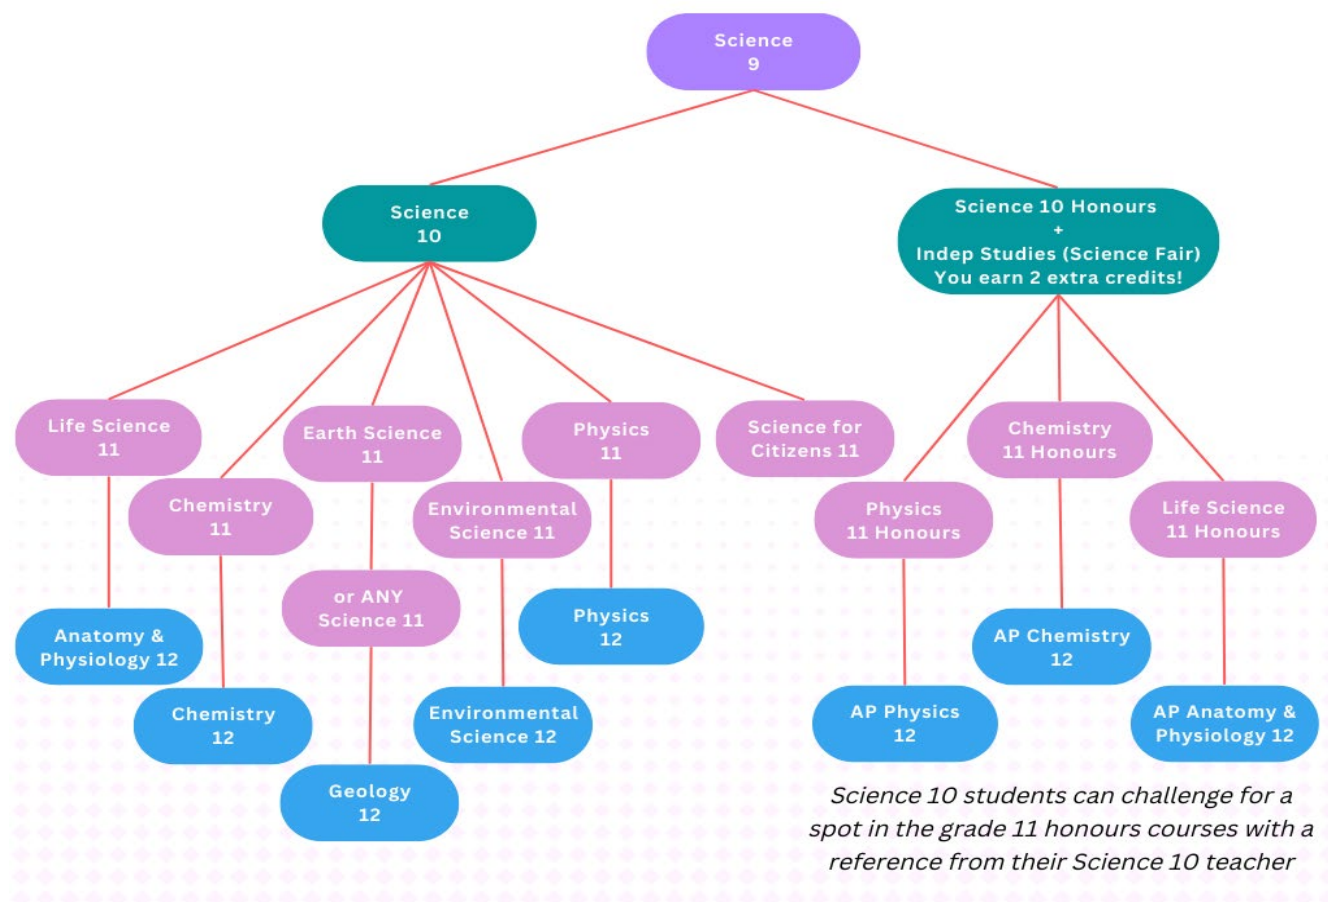 Science
9
Science
10
Science 10 Honours
+
Indep Studies (Science Fair)
You earn 2 extra credits!
Life Science
11
Chemistry
11
Earth Science
11
Environmental
Science 11
Physics
11
Science for
Citizens 11
Physics
11 Honours
Chemistry
11 Honours
Life Science
11 Honours
or ANY
Science 11
Anatomy &
Physiology 12
Chemistry
12
Geology
12
Environmental
Science 12
Physics
12
AP Physics
12
AP Chemistry
12
AP Anatomy &
Physiology 12
Science 10 students can challenge for a
spot in the grade 11 honours courses with a
reference from their Science 10 teacher